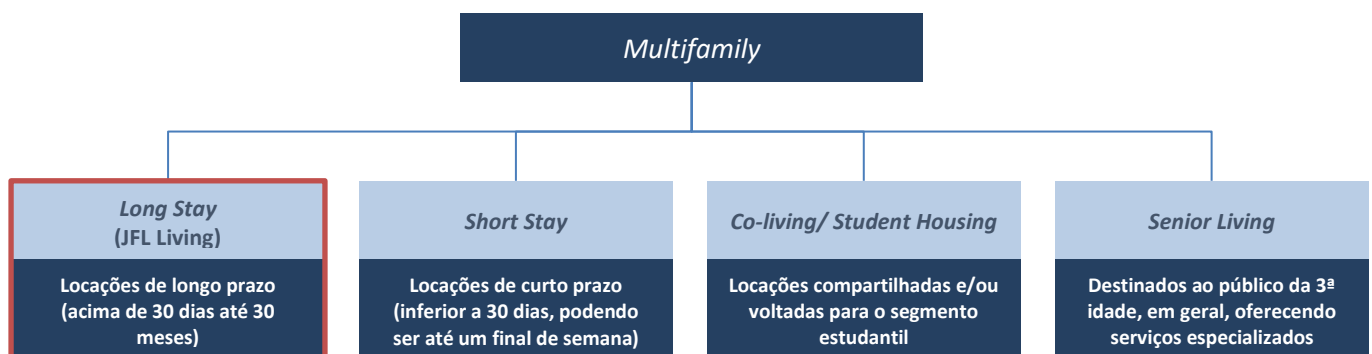 Multifamily
Long Stay
(JFL Living)
Locações de longo prazo
(acima de 30 dias até 30
meses)
Short Stay
Locações de curto prazo
(inferior a 30 dias, podendo
ser até um final de semana)
Co-living/ Student Housing
Locações compartilhadas e/ou
voltadas para o segmento
estudantil
Senior Living
Destinados ao público da 3ª
idade, em geral, oferecendo
serviços especializados